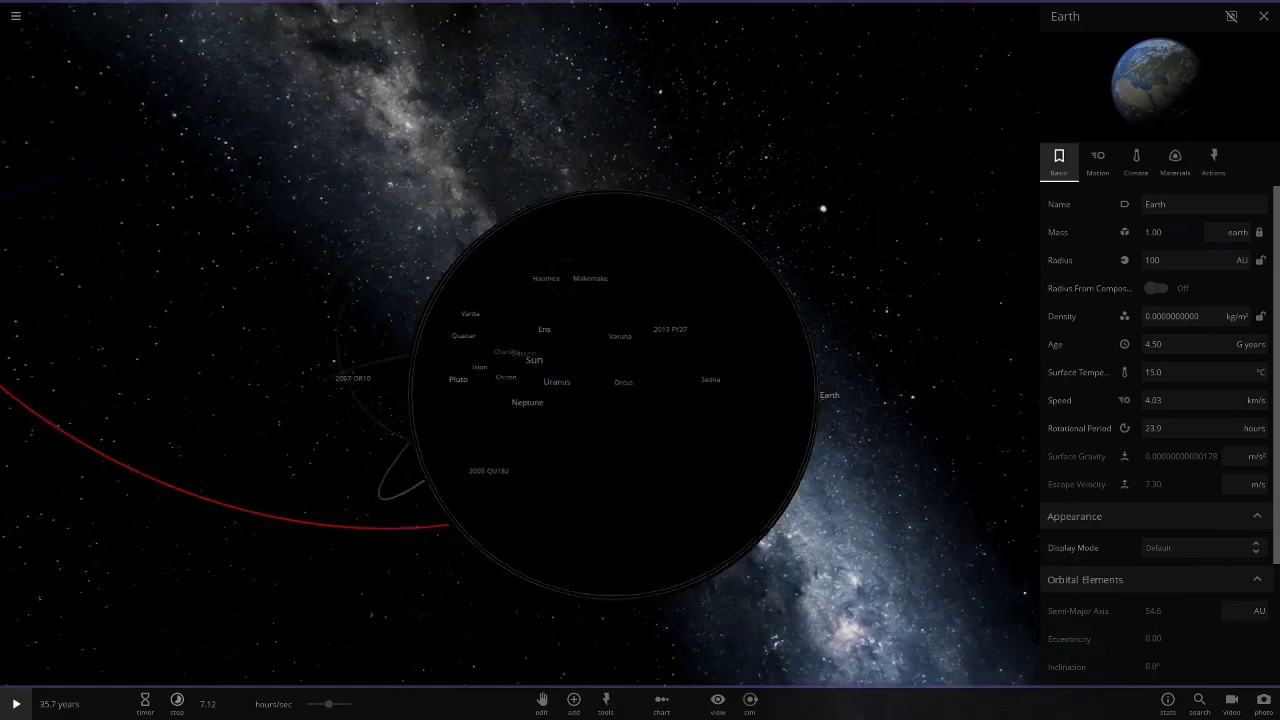 Earth
Basic
Motion
Climate
Materials
Actions
Name Earth
Mass 1.00 earth
Radius 100 AU
Radius From Compos... Off
Density 0.0000000000 kg/m³
Age 4.50 G years
Surface Tempe... 15.0 °C
Speed 4.03 km/s
Rotational Period 23.9 hours
Surface Gravity 0.00000000000178 m/s²
Escape Velocity 7.30 m/s
Appearance
Display Mode Default
Orbital Elements
Semi-Major Axis 54.6 AU
Eccentricity 0.00
Inclination 0.0°
Haumea
Makemake
Varda
Quaoar
Eris
Varuna
2013 FY27
Saturn
Sun
Ixion
Chiron
Pluto
Uranus
Orcus
Sedna
2007 OR10
Neptune
Earth
2005 QU182
35.7 years
timer
step
7.12 hours/sec
edit
add
tools
chart
view
sim
stats
search
video
photo